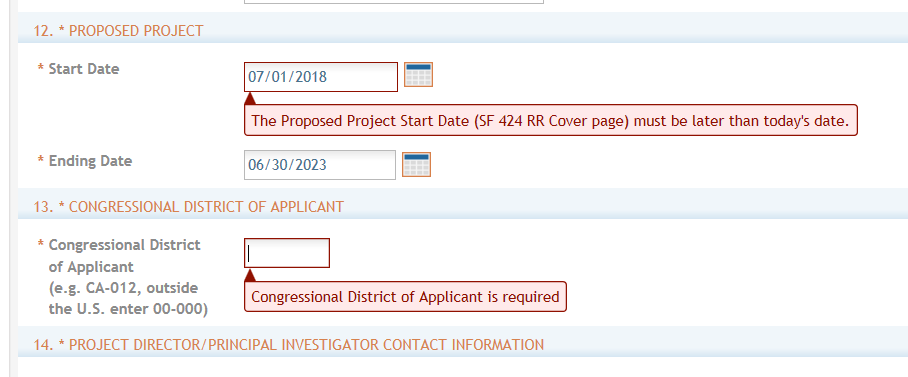 12. * PROPOSED PROJECT
* Start Date
07/01/2018
The Proposed Project Start Date (SF 424 RR Cover page) must be later than today's date.
* Ending Date
06/30/2023
13. * CONGRESSIONAL DISTRICT OF APPLICANT
* Congressional District
of Applicant
(e.g. CA-012, outside
the U.S. enter 00-000)
Congressional District of Applicant is required
14. * PROJECT DIRECTOR/PRINCIPAL INVESTIGATOR CONTACT INFORMATION